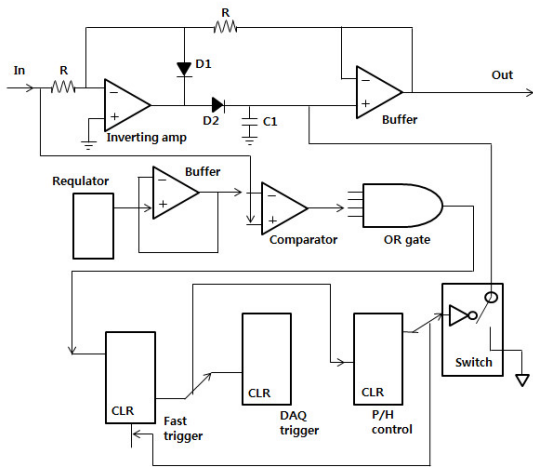 R
In
R
D1
Out
D2
C1
Inverting amp
Buffer
Buffer
Requlator
Comparator
OR gate
Switch
CLR
CLR
CLR
Fast
trigger
DAQ
trigger
P/H
control